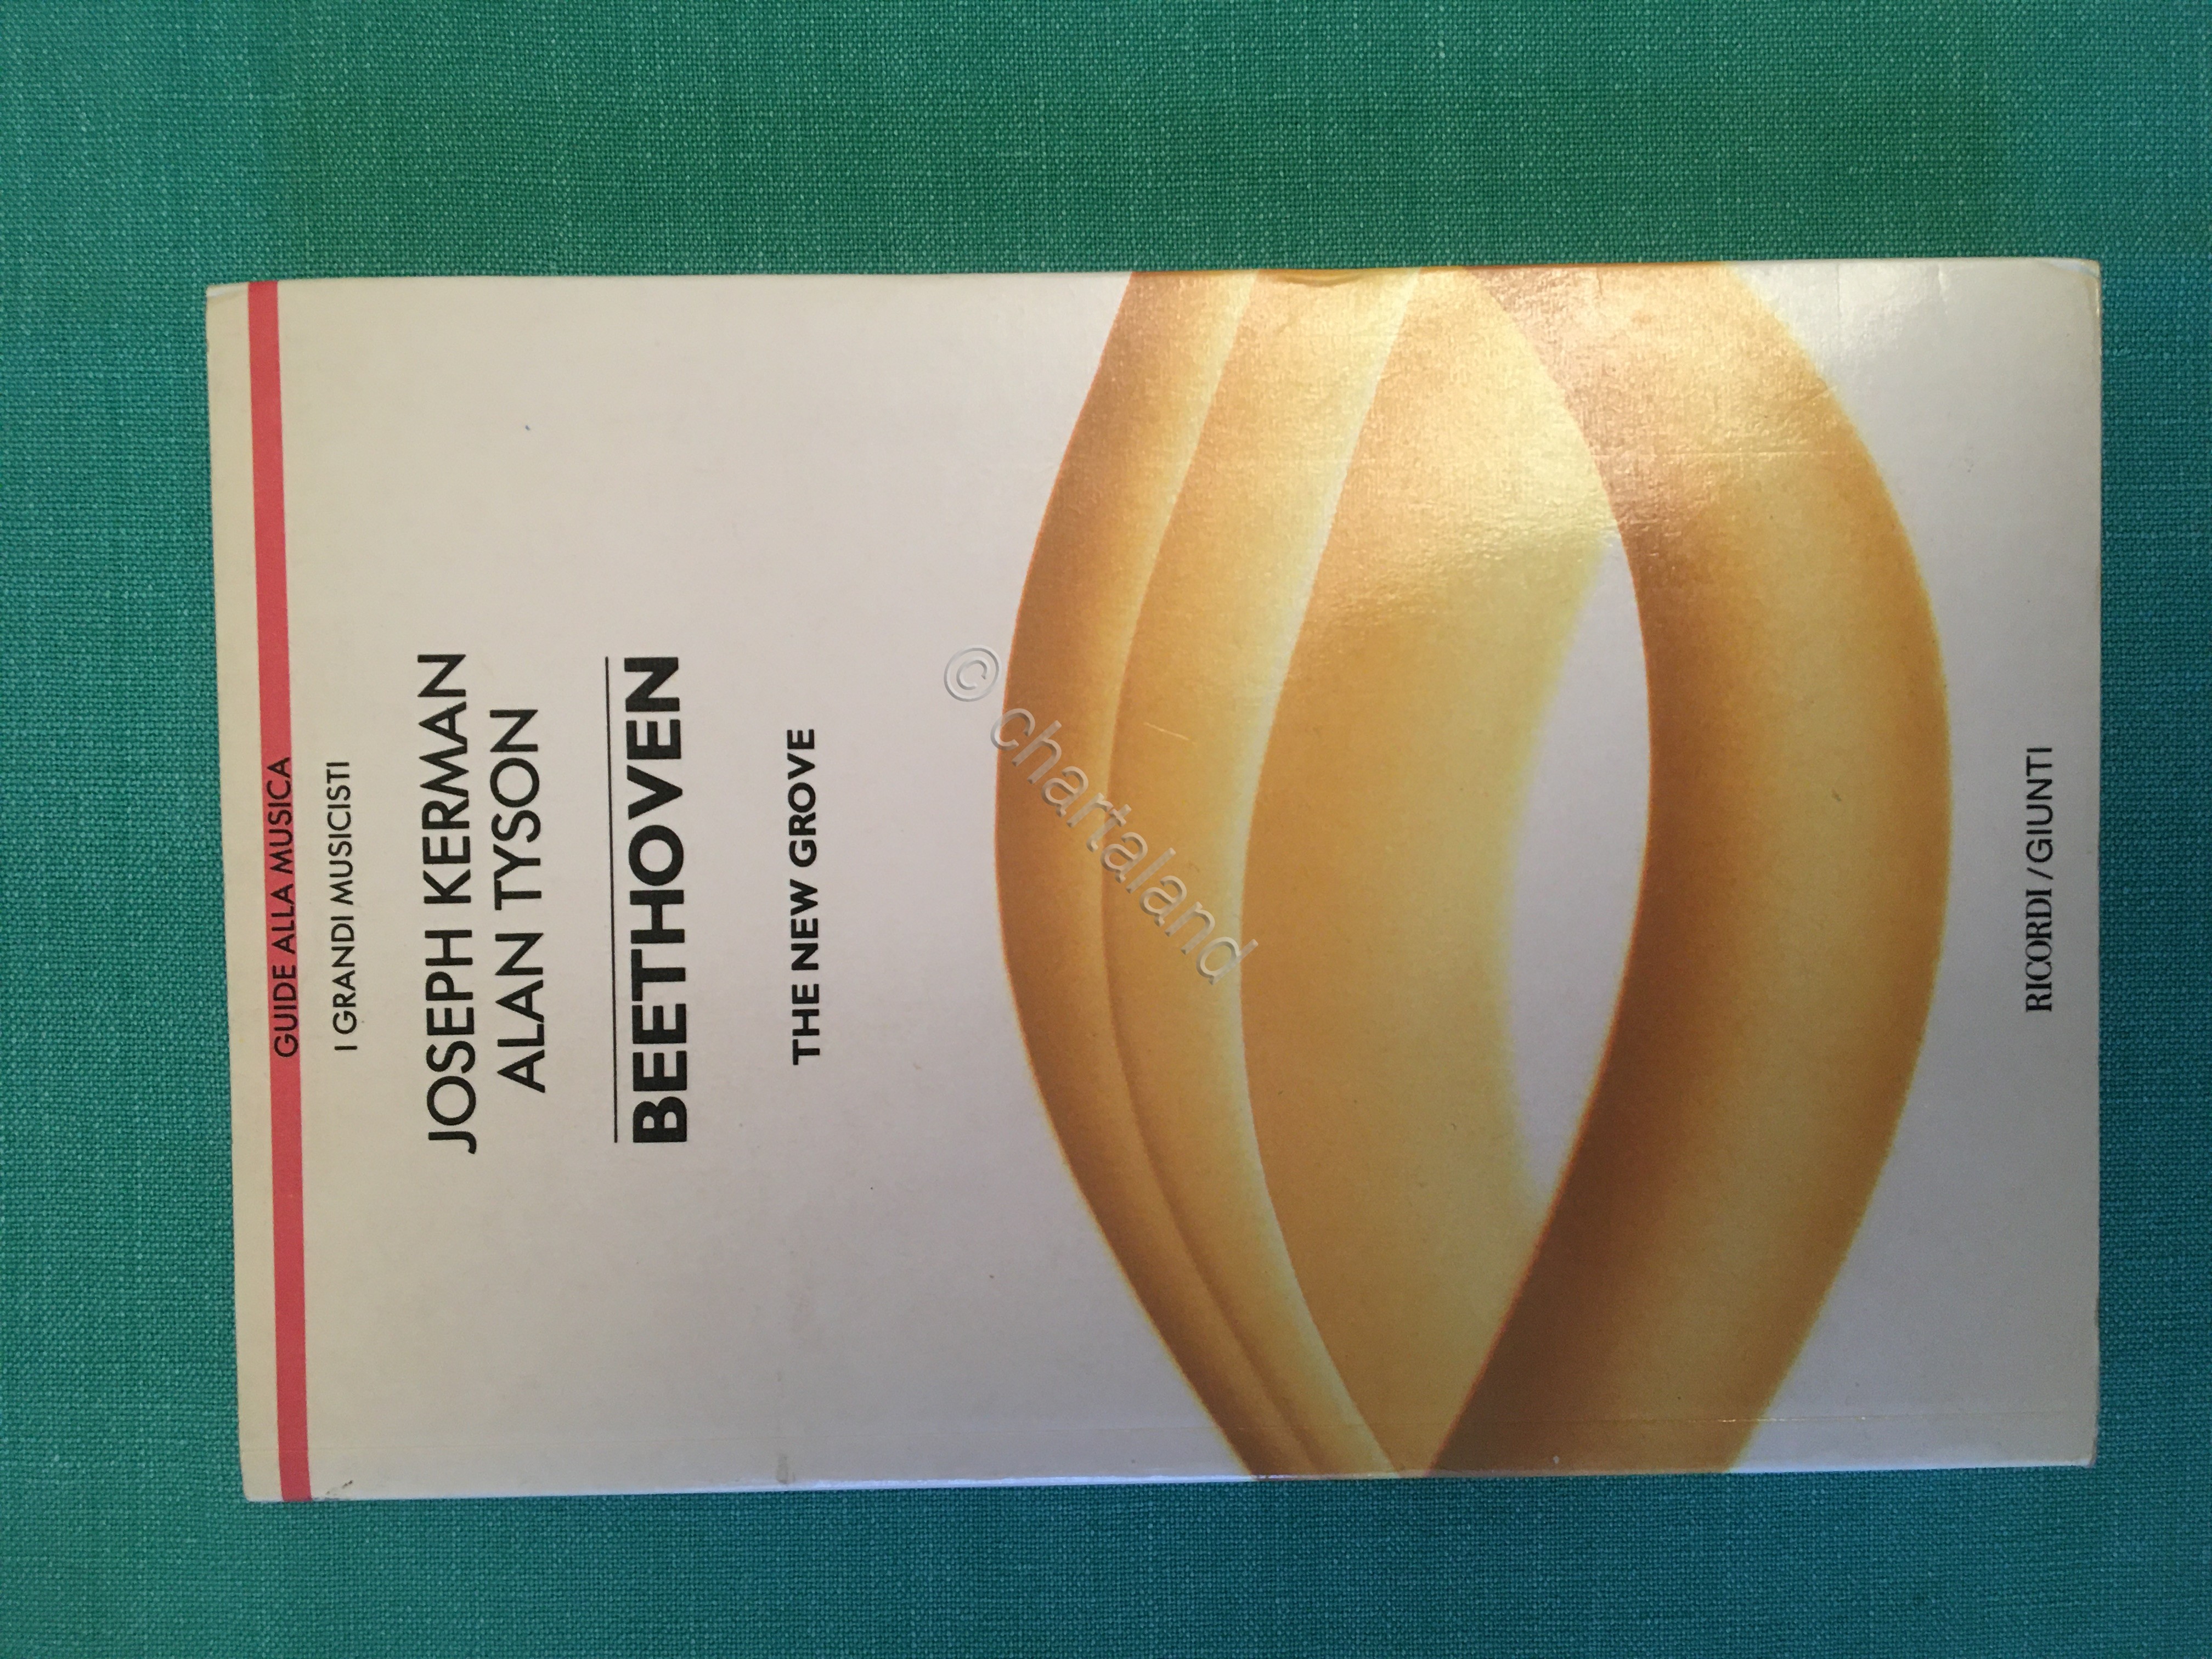 GUIDE ALLA MUSICA
I GRANDI MUSICISTI
JOSEPH KERMAN
ALAN TYSON
BEETHOVEN
THE NEW GROVE
© chartaland
RICORDI / GIUNTI